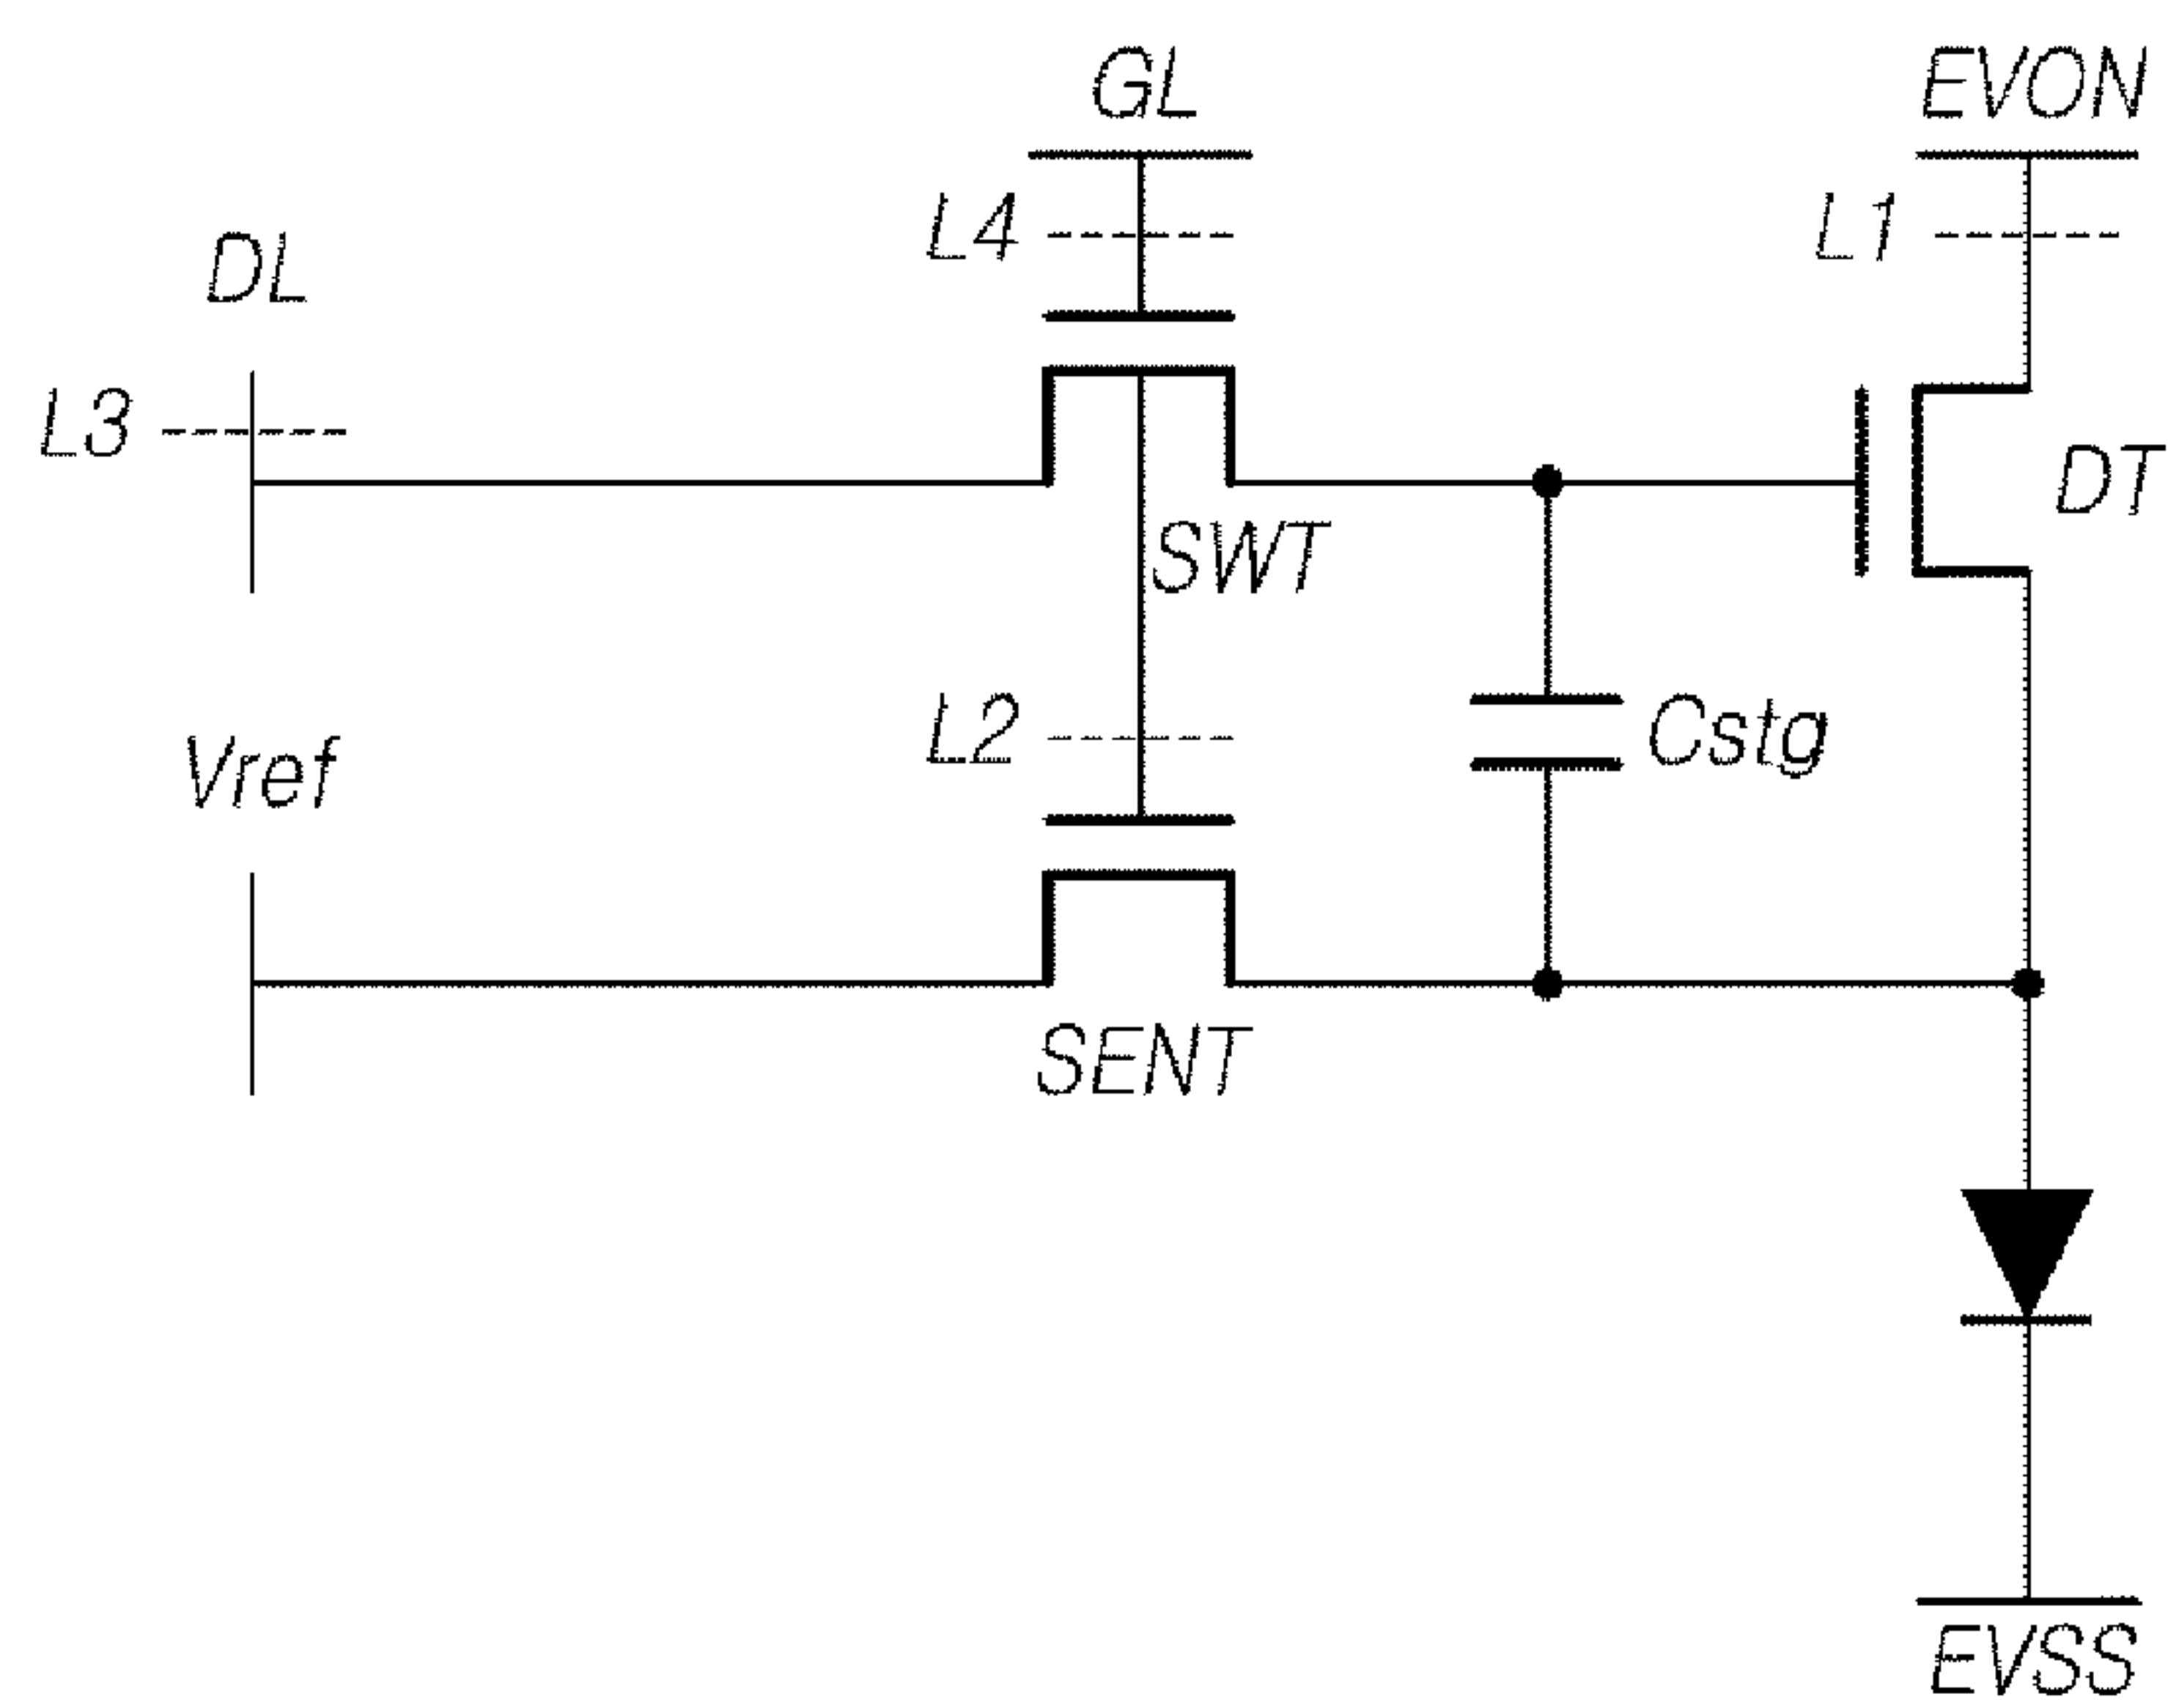 GL
EVON
L4
L1
DL
L3
DT
SWT
L2
Cstg
Vref
SENT
EVSS